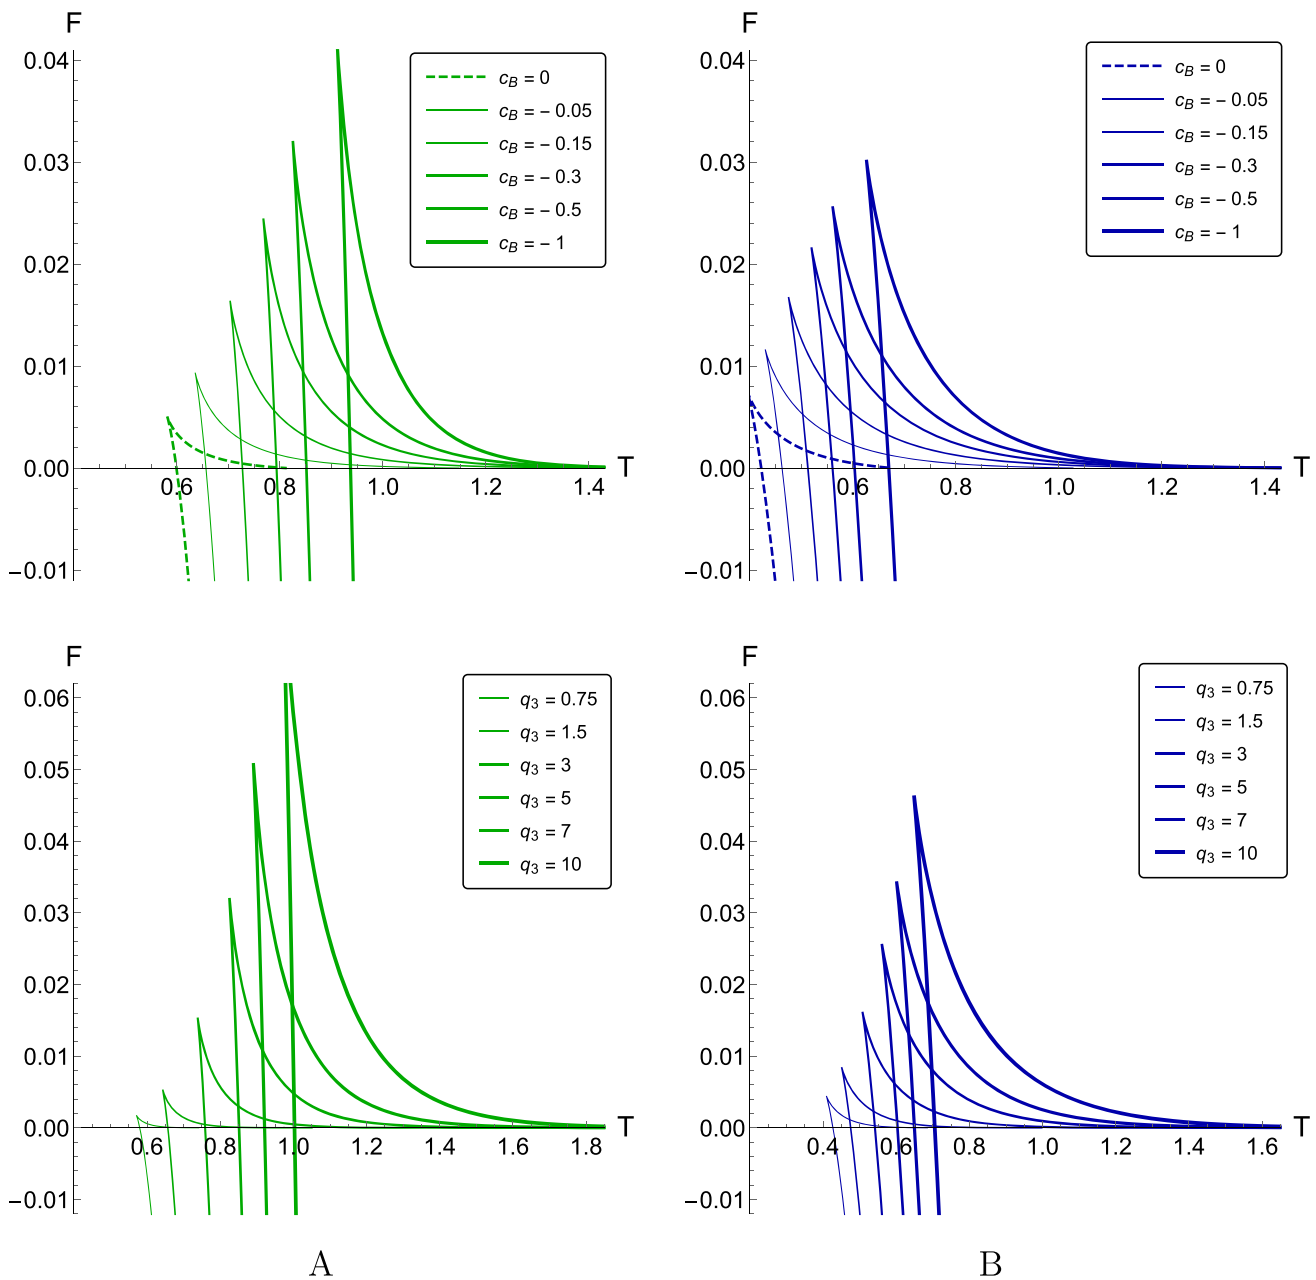 F
0.04
0.03
0.02
0.01
0.00
−0.01
0.6 0.8 1.0 1.2 1.4
T
c_B = 0
c_B = − 0.05
c_B = − 0.15
c_B = − 0.3
c_B = − 0.5
c_B = − 1
F
0.04
0.03
0.02
0.01
0.00
−0.01
0.6 0.8 1.0 1.2 1.4
T
c_B = 0
c_B = − 0.05
c_B = − 0.15
c_B = − 0.3
c_B = − 0.5
c_B = − 1
F
0.06
0.05
0.04
0.03
0.02
0.01
0.00
−0.01
0.6 0.8 1.0 1.2 1.4 1.6 1.8
T
q_3 = 0.75
q_3 = 1.5
q_3 = 3
q_3 = 5
q_3 = 7
q_3 = 10
F
0.06
0.05
0.04
0.03
0.02
0.01
0.00
−0.01
0.4 0.6 0.8 1.0 1.2 1.4 1.6
T
q_3 = 0.75
q_3 = 1.5
q_3 = 3
q_3 = 5
q_3 = 7
q_3 = 10
A
B